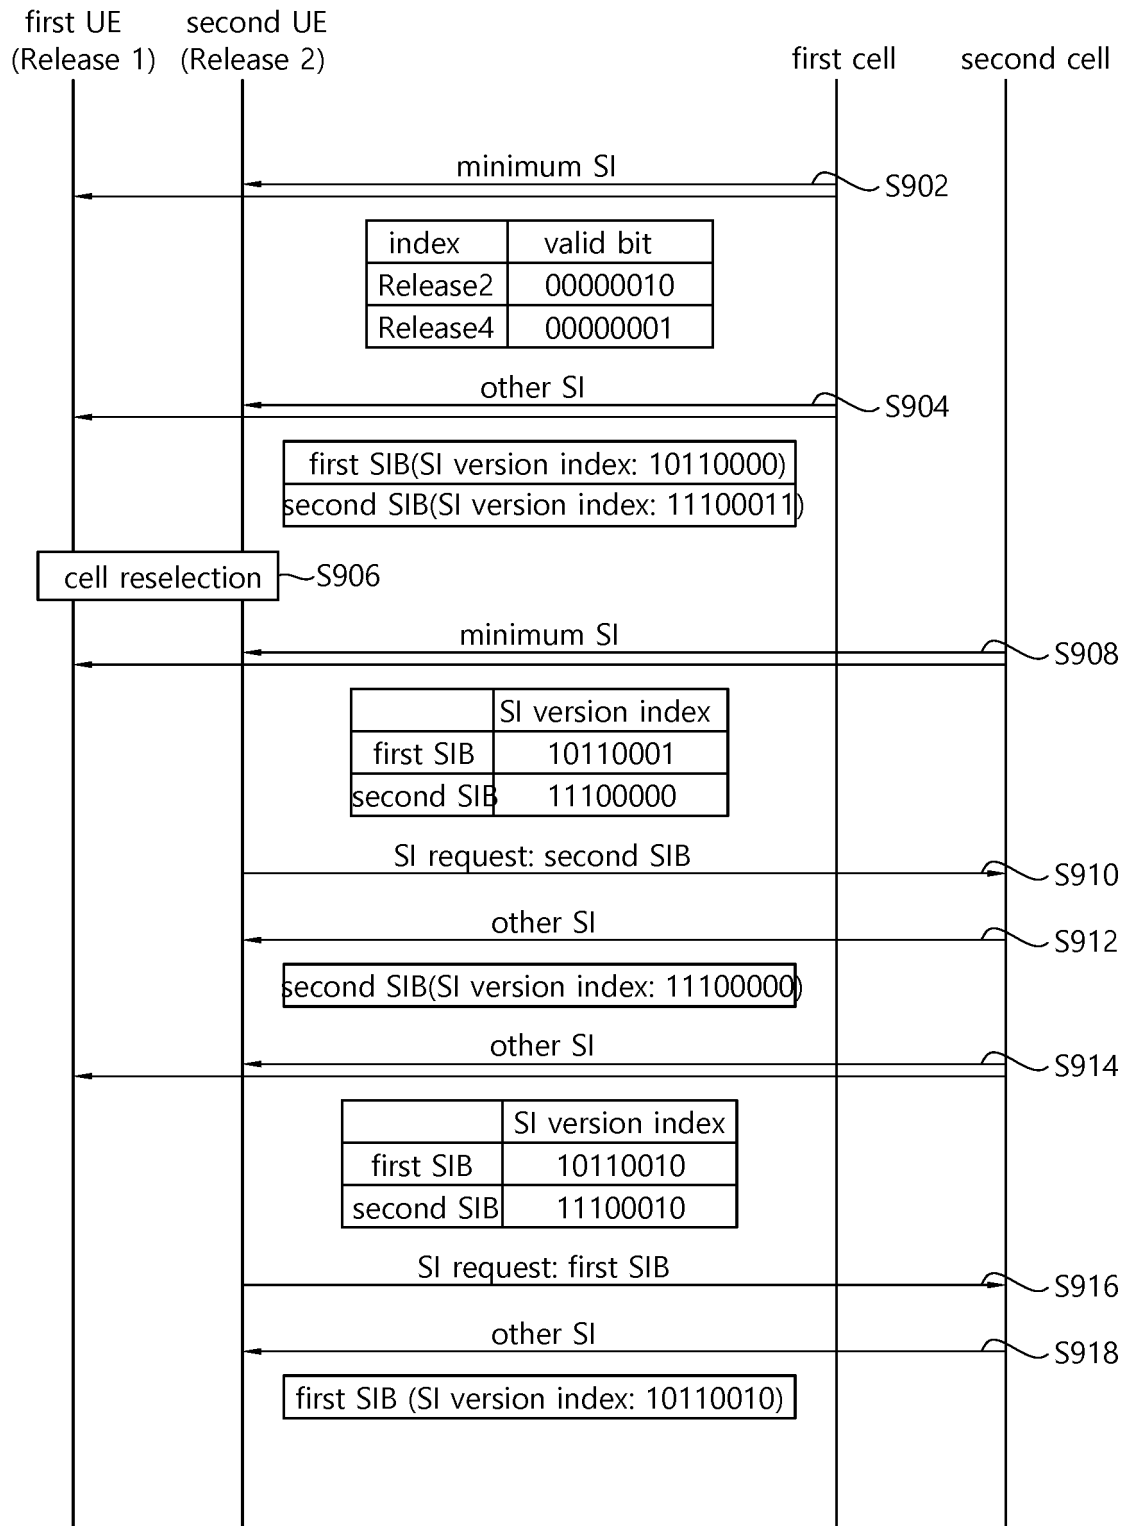 first UE
(Release 1)
second UE
(Release 2)
first cell
second cell
minimum SI
S902
index valid bit
Release2 00000010
Release4 00000001
other SI
S904
first SIB(SI version index: 10110000)
second SIB(SI version index: 11100011)
cell reselection
S906
minimum SI
S908
SI version index
first SIB 10110001
second SIB 11100000
SI request: second SIB
S910
other SI
S912
second SIB(SI version index: 11100000)
other SI
S914
SI version index
first SIB 10110010
second SIB 11100010
SI request: first SIB
S916
other SI
S918
first SIB (SI version index: 10110010)